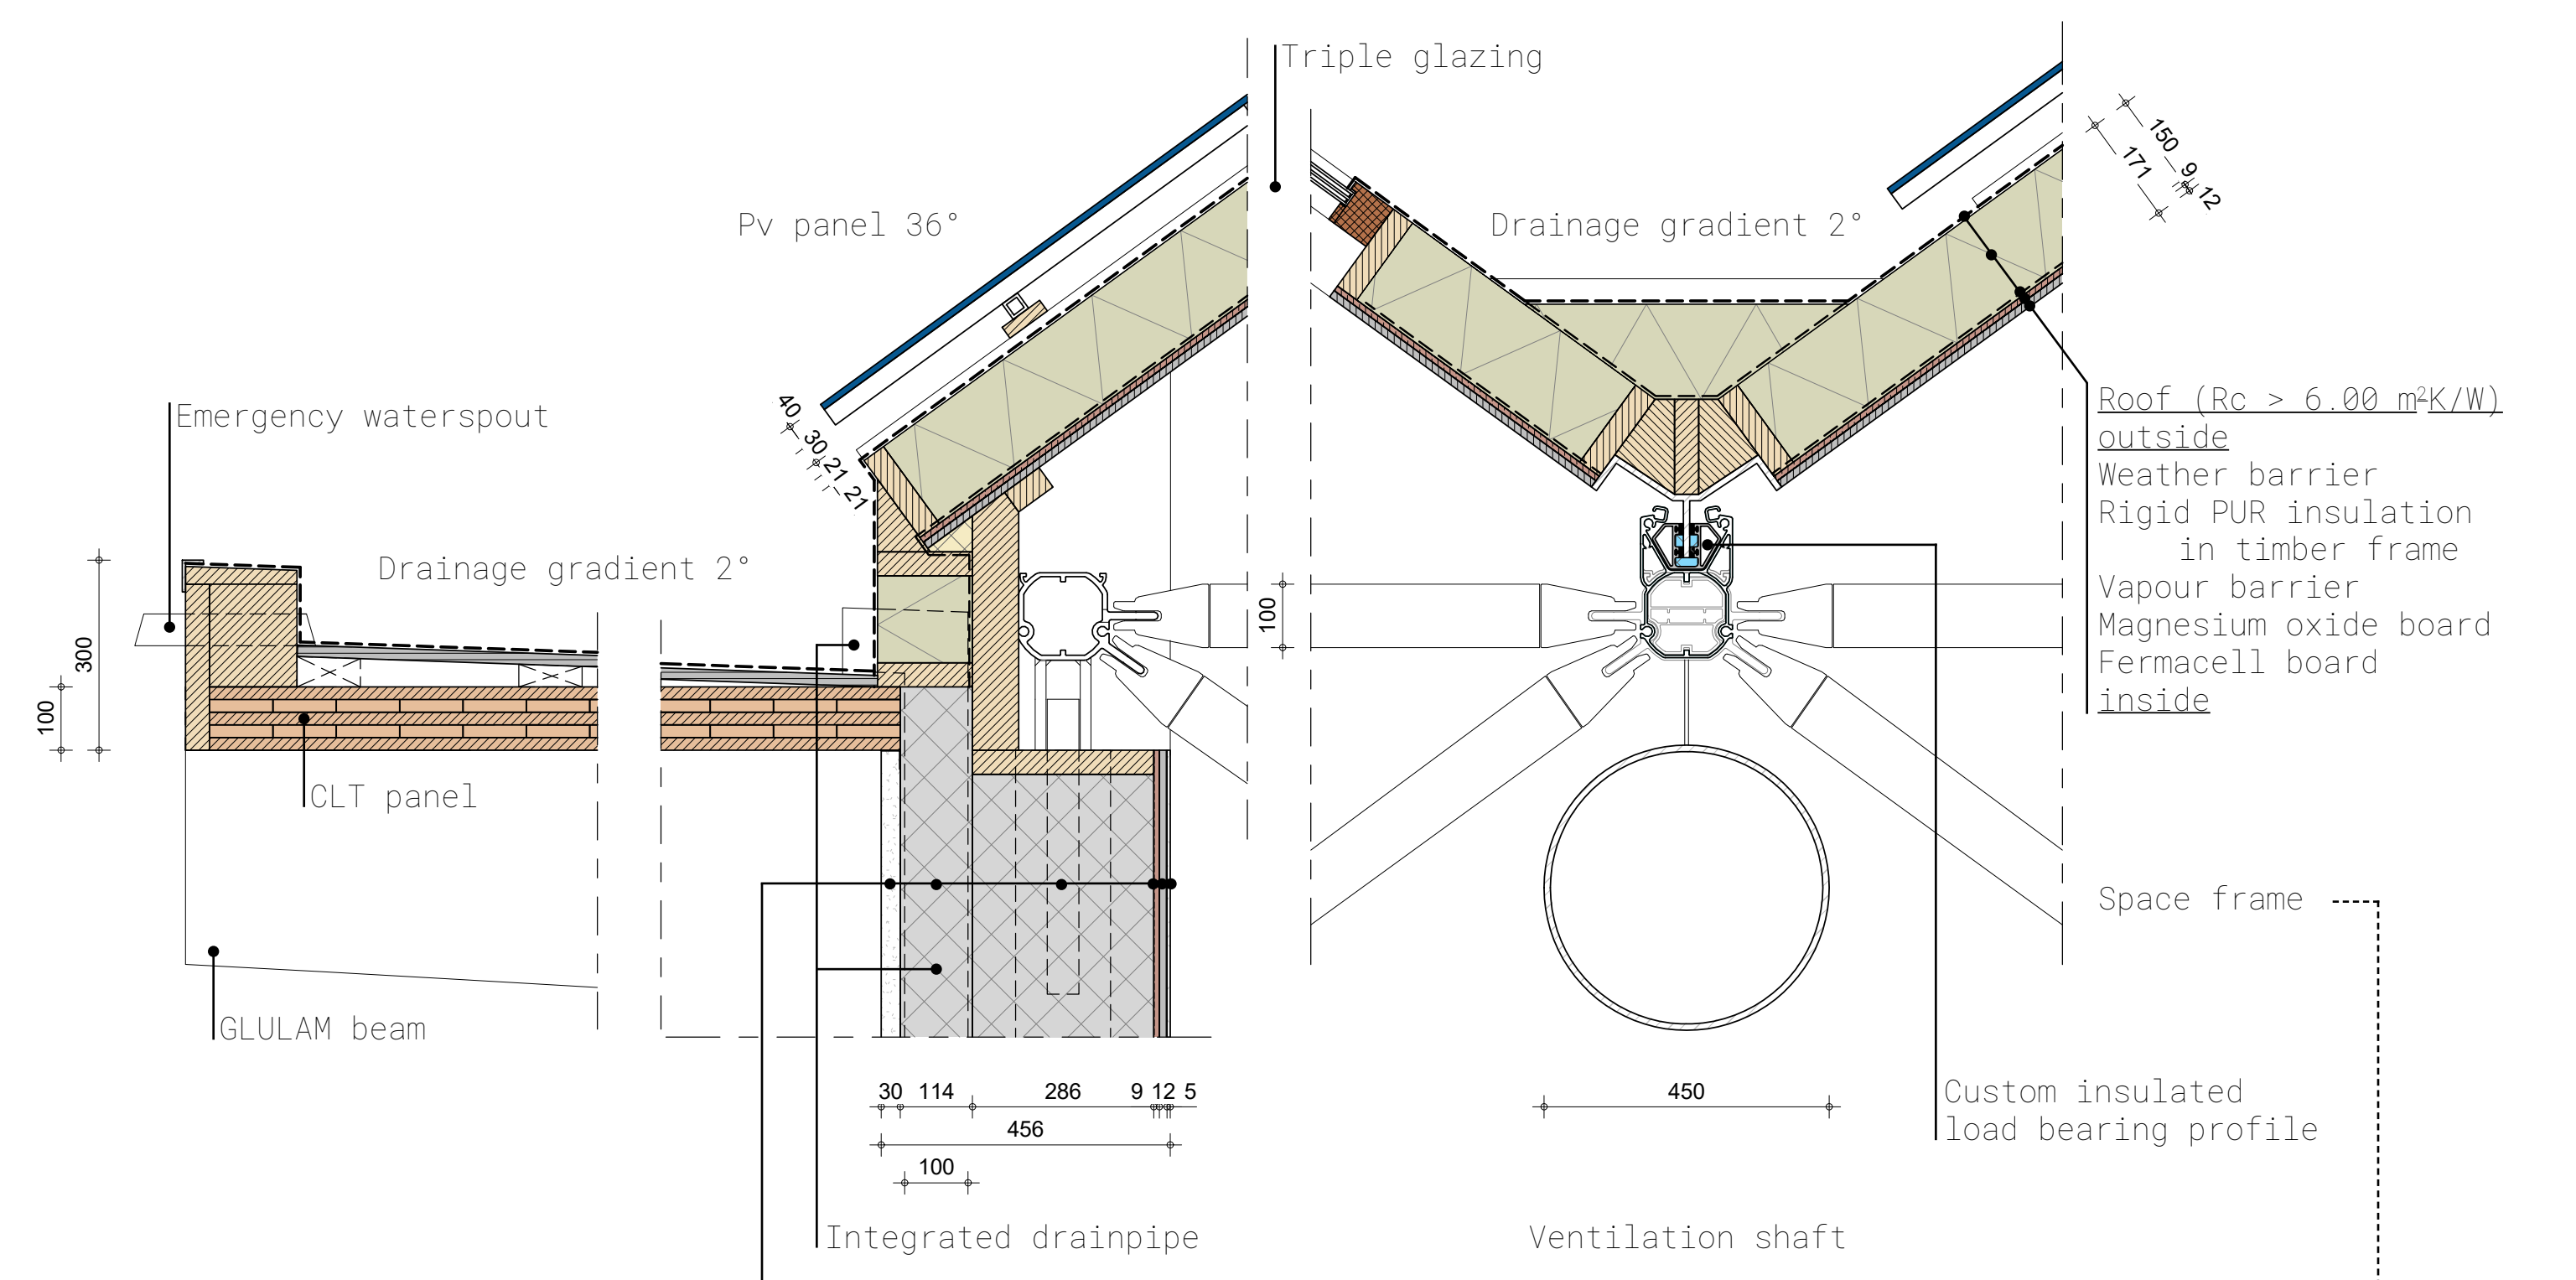 Triple glazing
Pv panel 36°
Drainage gradient 2°
150
171
9
12
Emergency waterspout
40
30
21
21
Drainage gradient 2°
300
100
100
CLT panel
GLULAM beam
Roof (Rc > 6.00 m²K/W)
outside
Weather barrier
Rigid PUR insulation
in timber frame
Vapour barrier
Magnesium oxide board
Fermacell board
inside
Space frame
30 114 286 9 12 5
456
100
450
Custom insulated
load bearing profile
Integrated drainpipe
Ventilation shaft